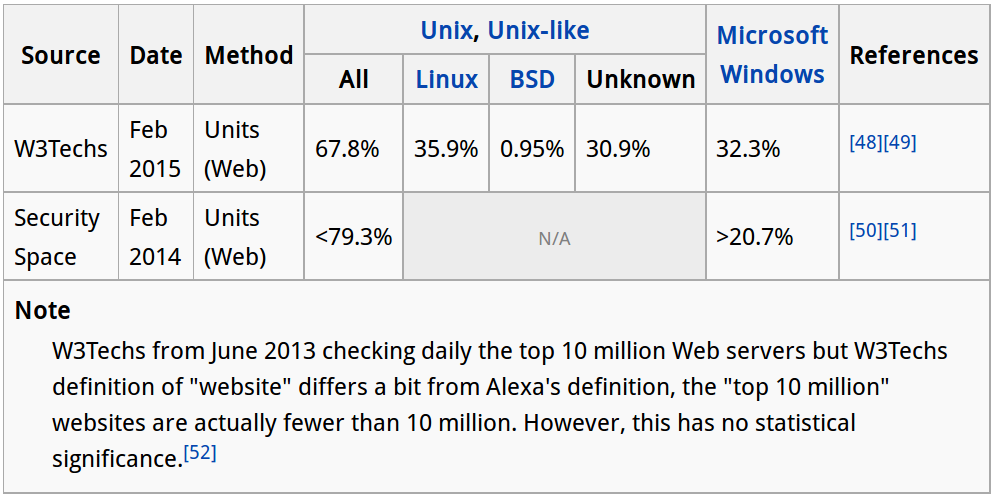 Source Date Method Unix, Unix-like Microsoft Windows References
All Linux BSD Unknown
W3Techs Feb 2015 Units (Web) 67.8% 35.9% 0.95% 30.9% 32.3% [48][49]
Security Space Feb 2014 Units (Web) <79.3% N/A >20.7% [50][51]
Note
W3Techs from June 2013 checking daily the top 10 million Web servers but W3Techs
definition of "website" differs a bit from Alexa's definition, the "top 10 million"
websites are actually fewer than 10 million. However, this has no statistical
significance.[52]